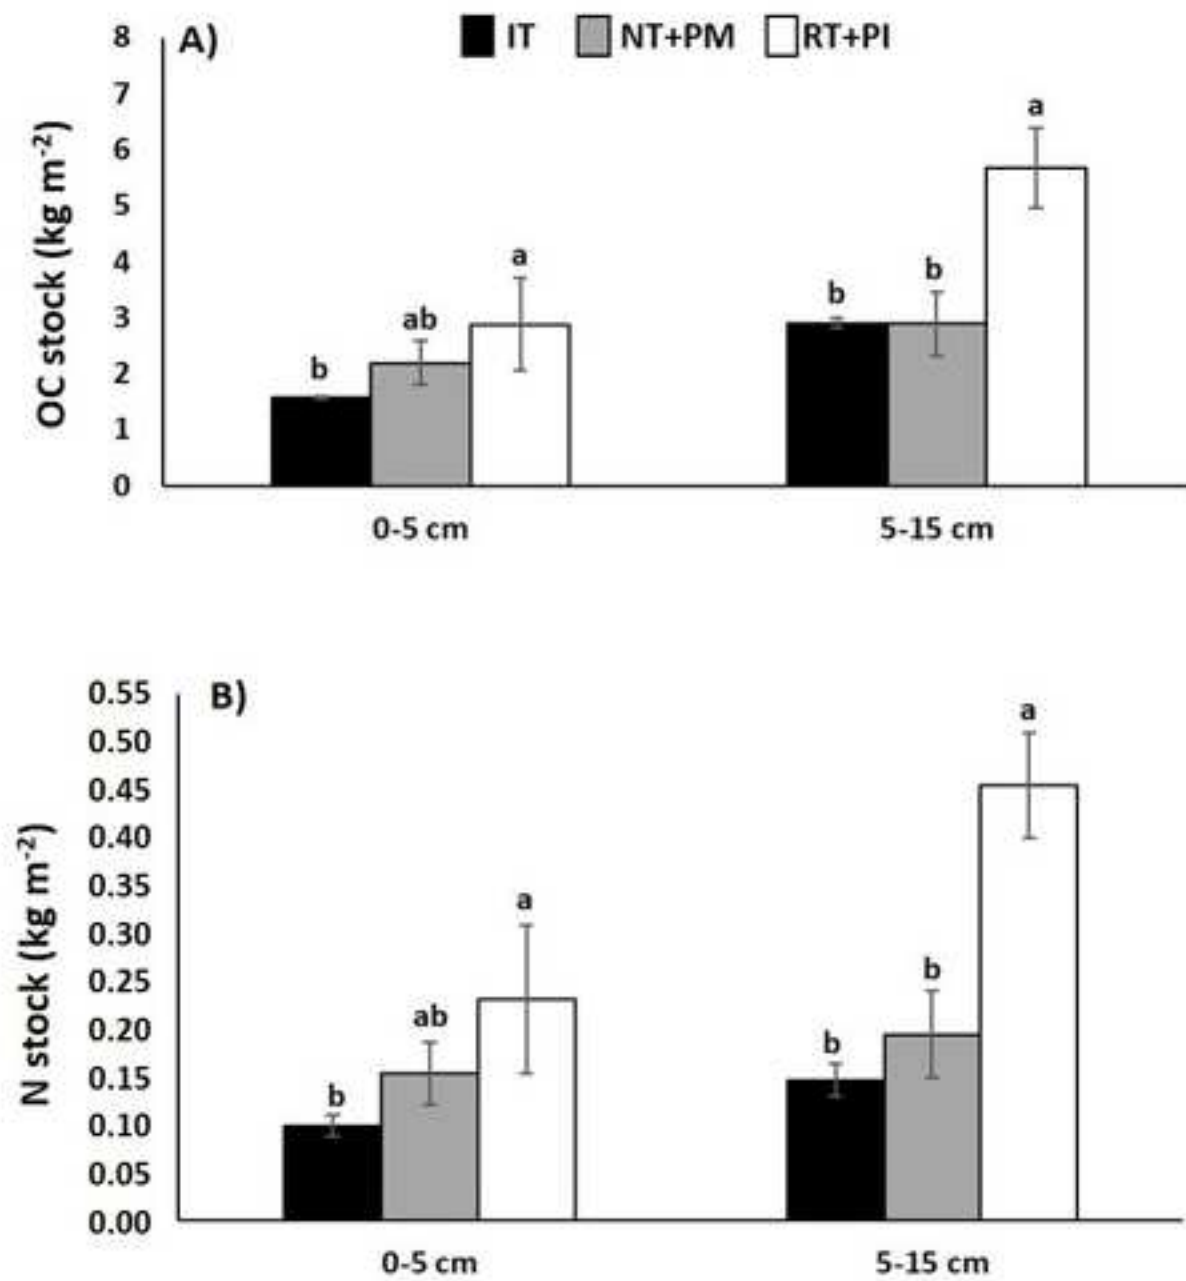 A)
IT NT+PM RT+PI
OC stock (kg m-2)
8
7
6
5
4
3
2
1
0
b
ab
a
b
b
a
0-5 cm 5-15 cm
B)
N stock (kg m-2)
0.55
0.50
0.45
0.40
0.35
0.30
0.25
0.20
0.15
0.10
0.05
0.00
b
ab
a
b
b
a
0-5 cm 5-15 cm